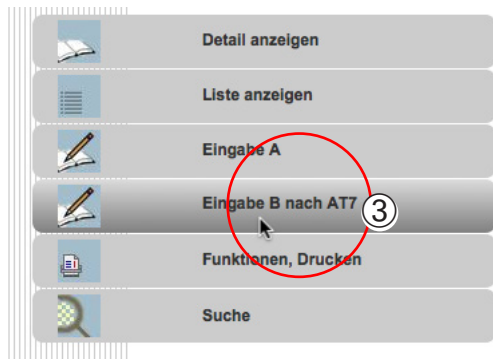 Detail anzeigen
Liste anzeigen
Eingabe A
Eingabe B nach AT7
③
Funktionen, Drucken
Suche